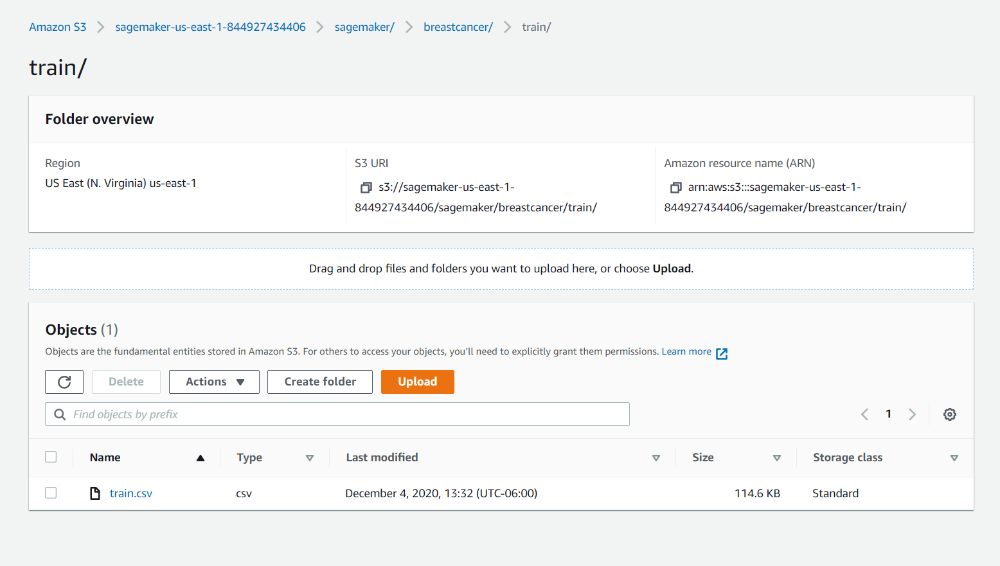 Amazon S3 > sagemaker-us-east-1-844927434406 > sagemaker/ > breastcancer/ > train/
train/
Folder overview
Region
US East (N. Virginia) us-east-1
S3 URI
s3://sagemaker-us-east-1-
844927434406/sagemaker/breastcancer/train/
Amazon resource name (ARN)
arn:aws:s3:::sagemaker-us-east-1-
844927434406/sagemaker/breastcancer/train/
Drag and drop files and folders you want to upload here, or choose Upload.
Objects (1)
Objects are the fundamental entities stored in Amazon S3. For others to access your objects, you’ll need to explicitly grant them permissions. Learn more
Delete Actions Create folder Upload
Find objects by prefix 1
Name Type Last modified Size Storage class
train.csv csv December 4, 2020, 13:32 (UTC-06:00) 114.6 KB Standard